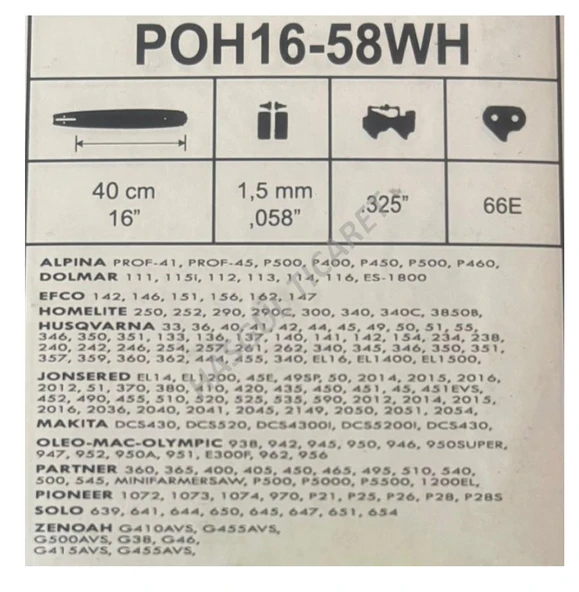 POH16-58WH
40 cm
16”
1,5 mm
,058”
.325”
66E
ALPINA PROF-41, PROF-45, P500, P400, P450, P500, P460,
DOLMAR 111, 115I, 112, 113, 114, 116, ES-1800
EFCO 142, 146, 151, 156, 162, 147
HOMELITE 250, 252, 290, 290C, 300, 340, 340C, 3850B,
HUSQVARNA 33, 36, 40, 41, 42, 44, 45, 49, 50, 51, 55,
346, 350, 351, 133, 136, 137, 140, 141, 142, 154, 234, 238,
240, 242, 246, 254, 257, 261, 262, 340, 345, 346, 350, 351,
357, 359, 360, 362, 444, 455, 340, EL16, EL1400, EL1500,
JONSERED EL14, EL1200, 45E, 49SP, 50, 2014, 2015, 2016,
2012, 51, 370, 380, 410, 420, 435, 450, 451, 45, 451EVS,
452, 490, 455, 510, 520, 525, 535, 590, 2012, 2014, 2015,
2016, 2036, 2040, 2041, 2045, 2149, 2050, 2051, 2054,
MAKITA DCS430, DCS520, DCS4300I, DCS5200I, DCS430,
OLEO-MAC-OLYMPIC 938, 942, 945, 950, 946, 950SUPER,
947, 952, 950A, 951, E300F, 962, 956
PARTNER 360, 365, 400, 405, 450, 465, 495, 510, 540,
500, 545, MINIFARMERSAW, P500, P5000, P5500, 1200EL,
PIONEER 1072, 1073, 1074, 970, P21, P25, P26, P28, P28S
SOLO 639, 641, 644, 650, 645, 647, 651, 654
ZENOAH G410AVS, G455AVS,
G500AVS, G38, G46,
G415AVS, G455AVS,